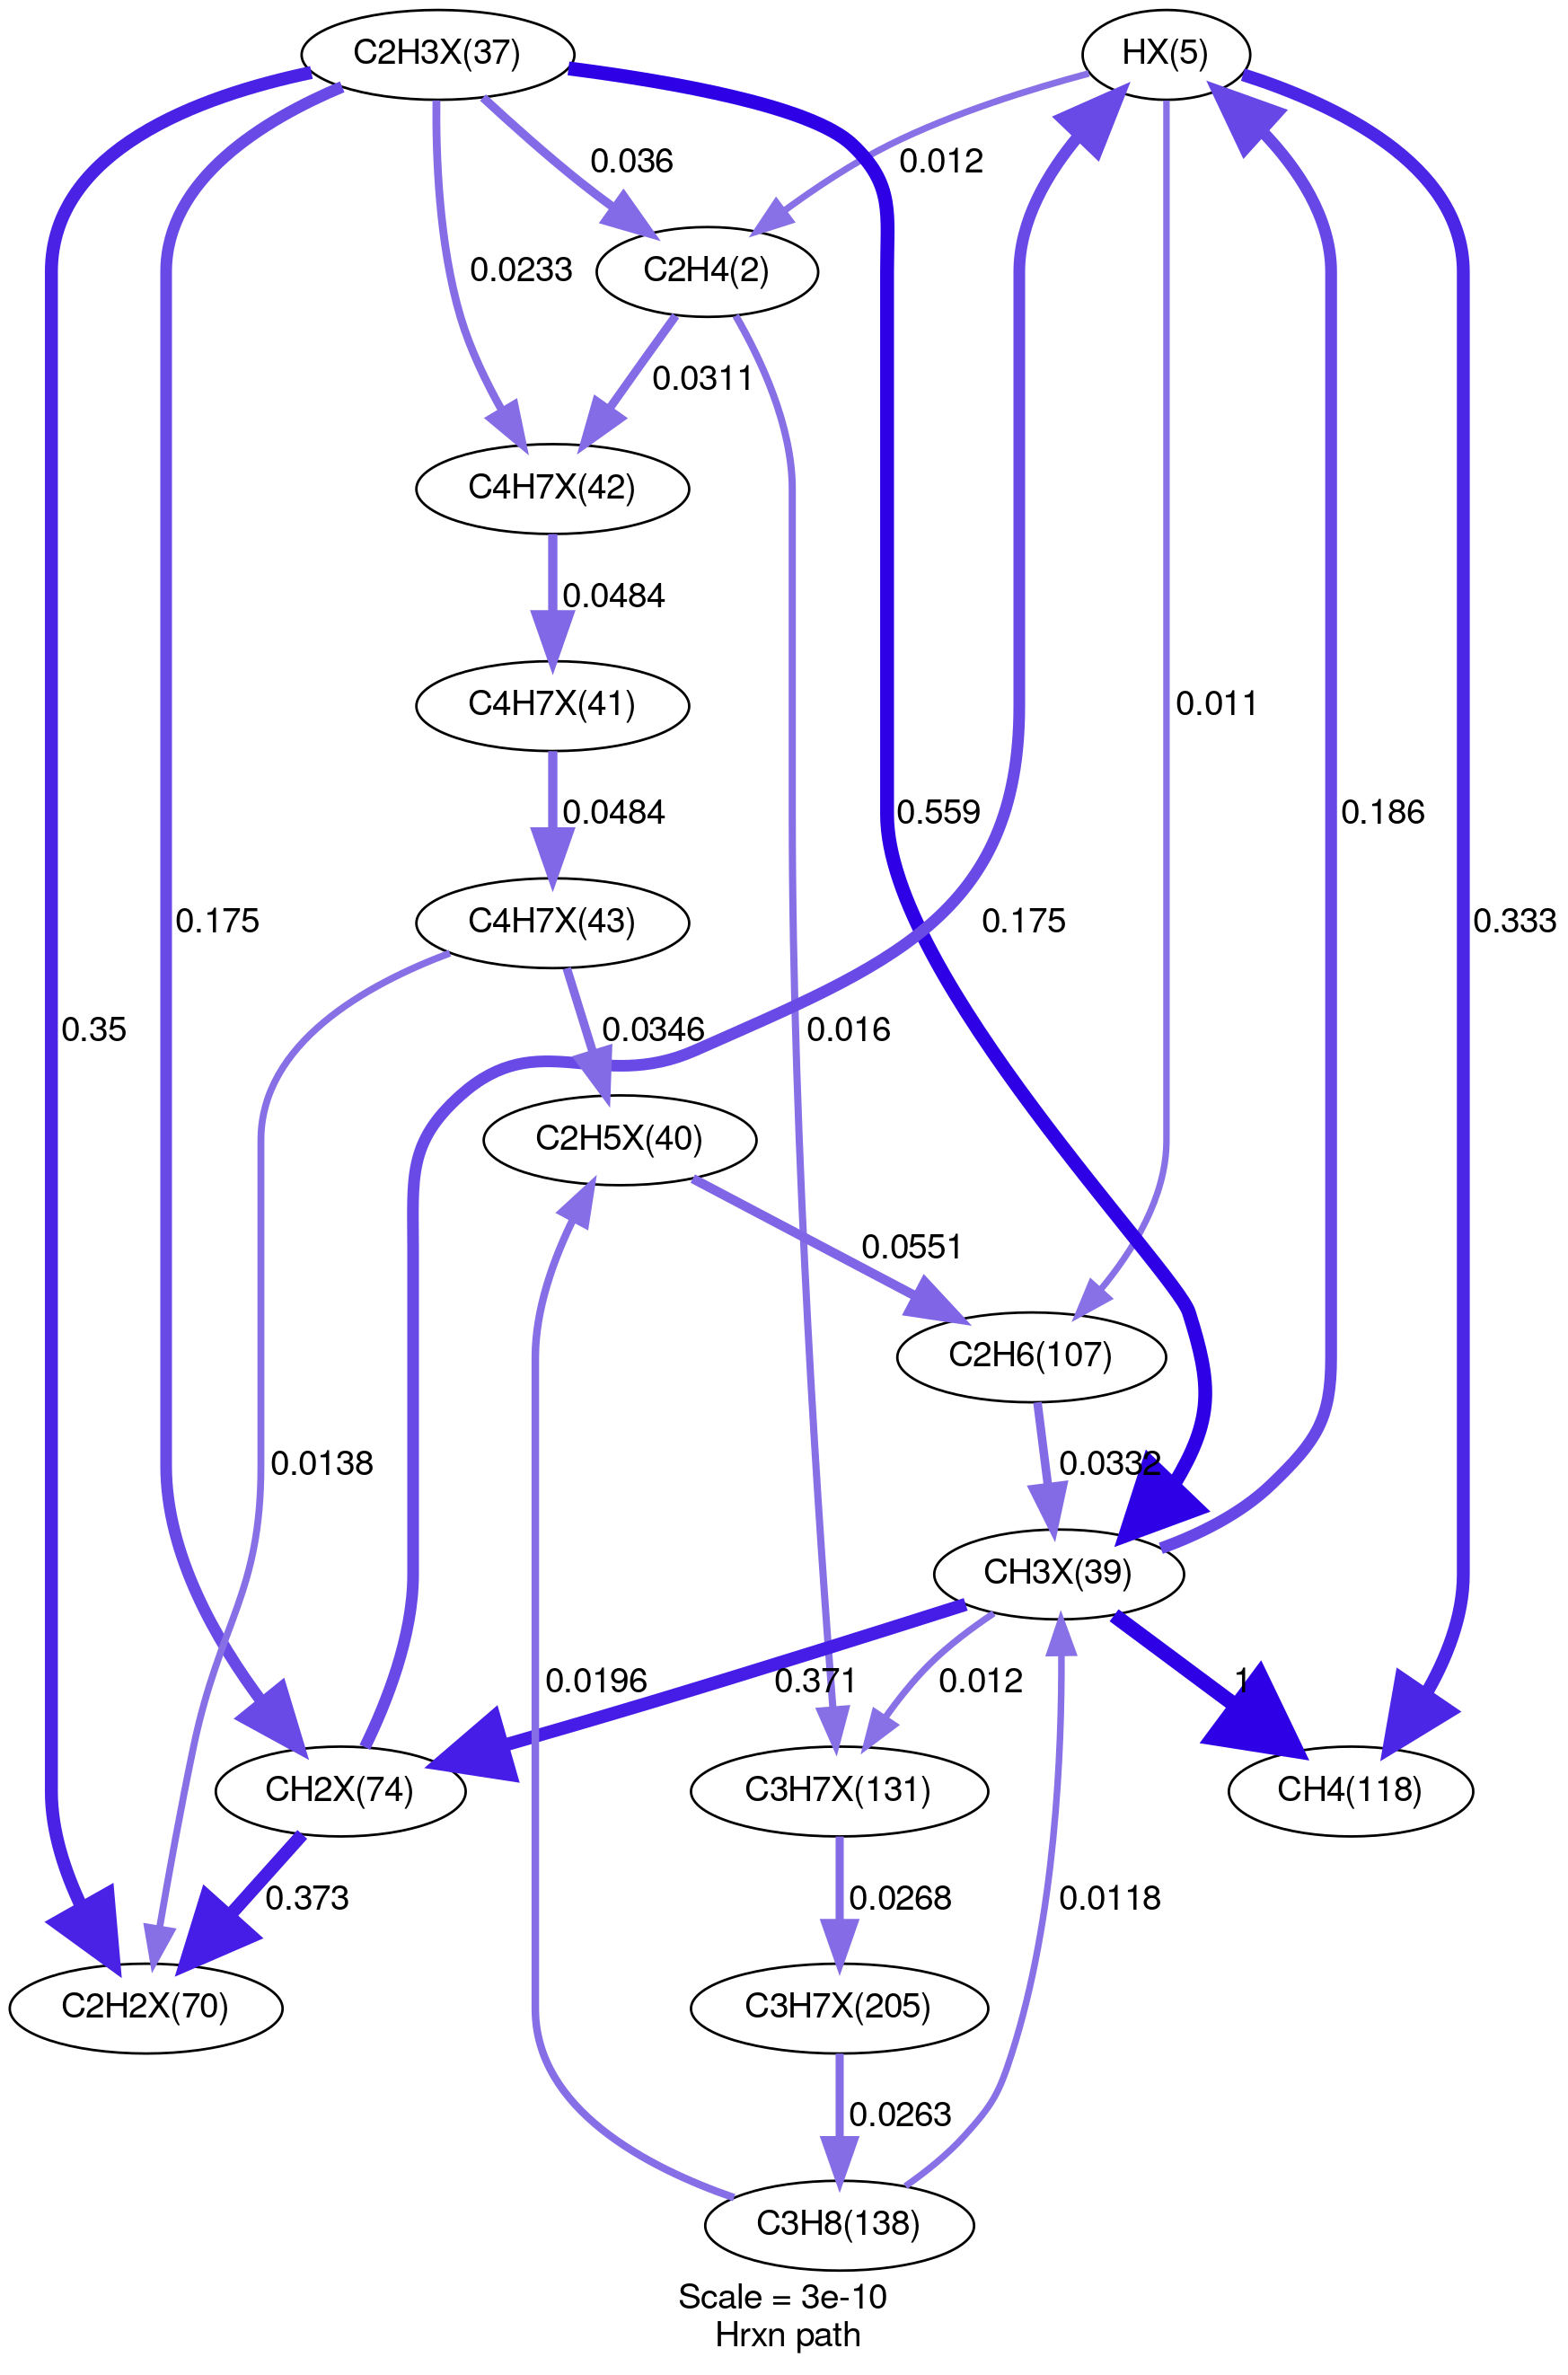 C2H3X(37)
HX(5)
0.036
0.012
C2H4(2)
0.0233
0.0311
C4H7X(42)
0.0484
C4H7X(41)
0.011
0.0484
0.559
0.186
C4H7X(43)
0.175
0.175
0.333
0.35
0.0346
0.016
C2H5X(40)
0.0551
C2H6(107)
0.0138
0.0332
CH3X(39)
0.0196
0.371
0.012
1
CH2X(74)
C3H7X(131)
CH4(118)
0.373
0.0268
0.0118
C2H2X(70)
C3H7X(205)
0.0263
C3H8(138)
Scale = 3e-10
Hrxn path